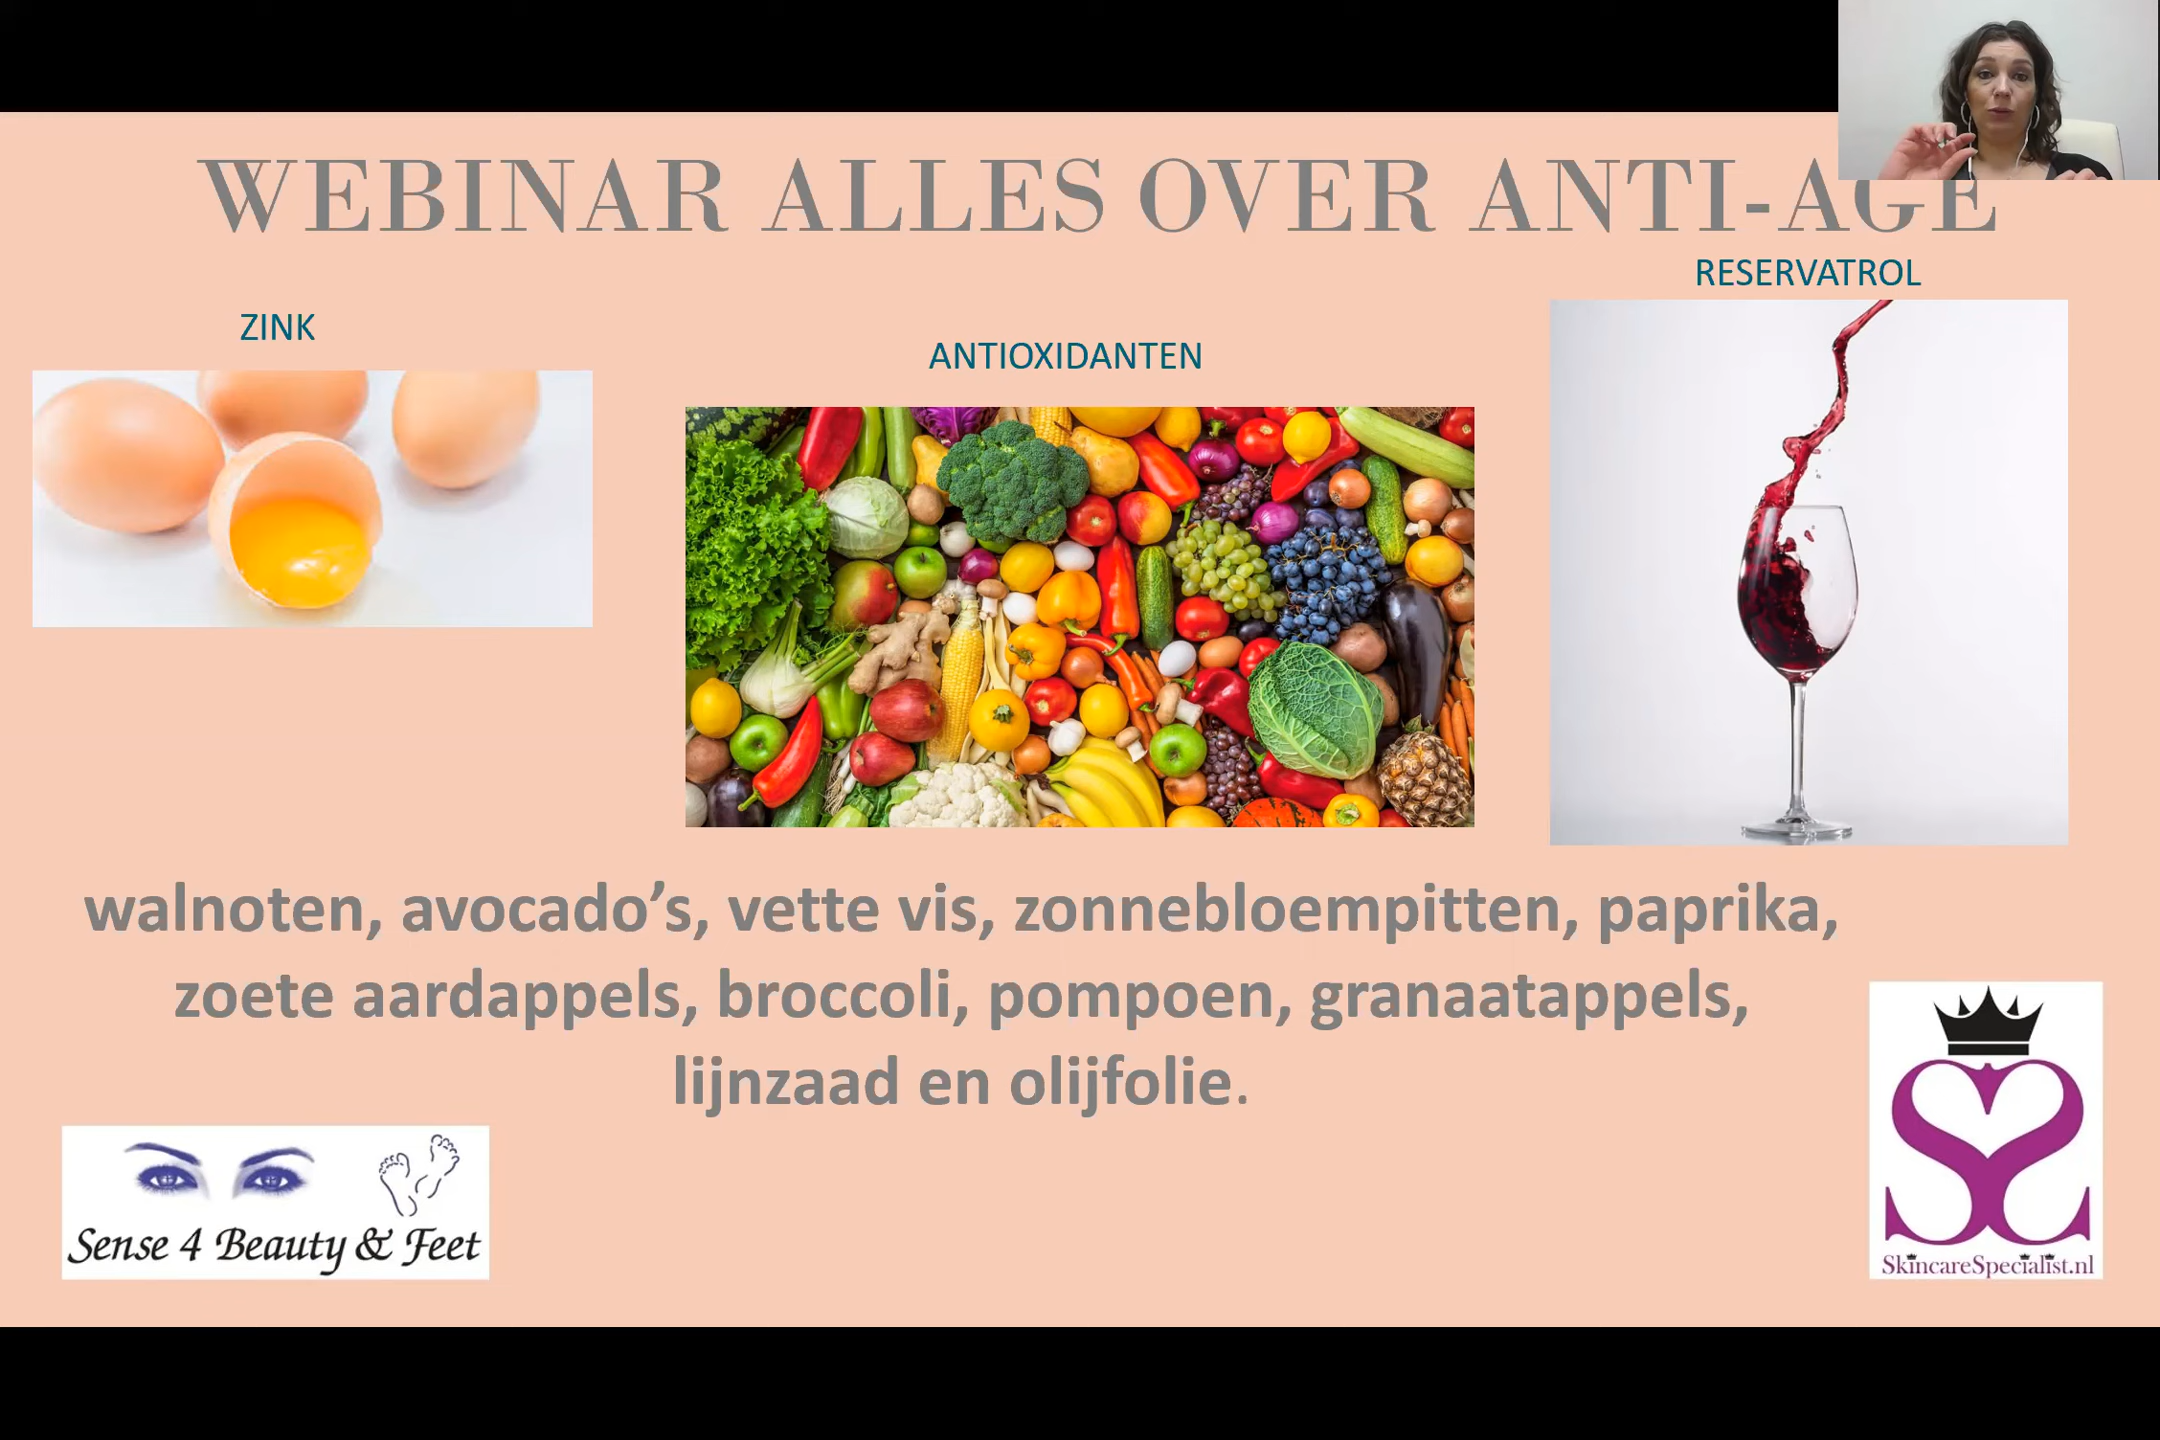 WEBINAR ALLES OVER ANTI-AGE
RESERVATROL
ZINK
ANTIOXIDANTEN
walnoten, avocado’s, vette vis, zonnebloempitten, paprika,
zoete aardappels, broccoli, pompoen, granaatappels,
lijnzaad en olijfolie.
Sense 4 Beauty & Feet
SkincareSpecialist.nl